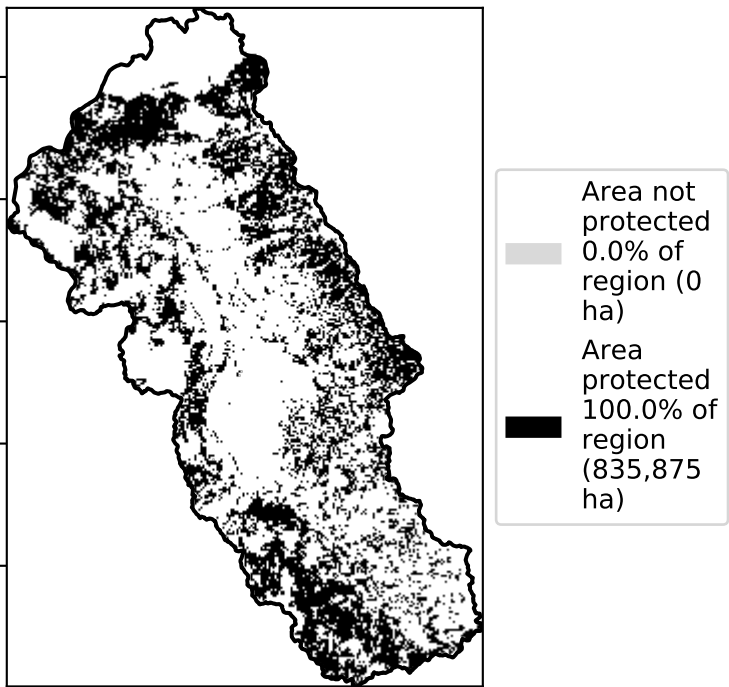 Area not
protected
0.0% of
region (0
ha)
Area
protected
100.0% of
region
(835,875
ha)